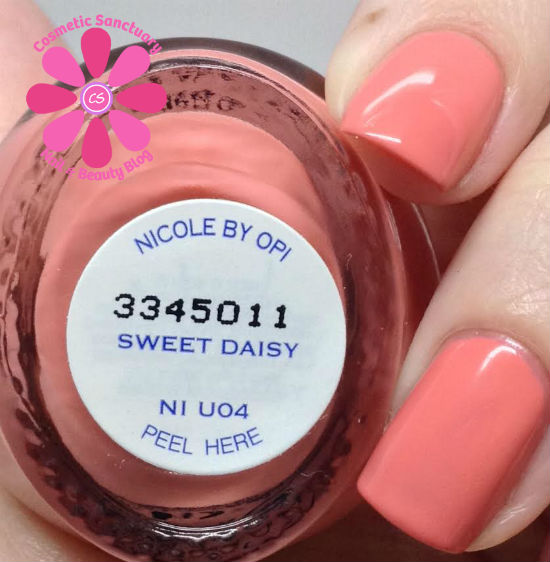 Cosmetic Sanctuary
CS
Beauty Blog
NICOLE BY OPI
3345011
SWEET DAISY
NI U04
PEEL HERE